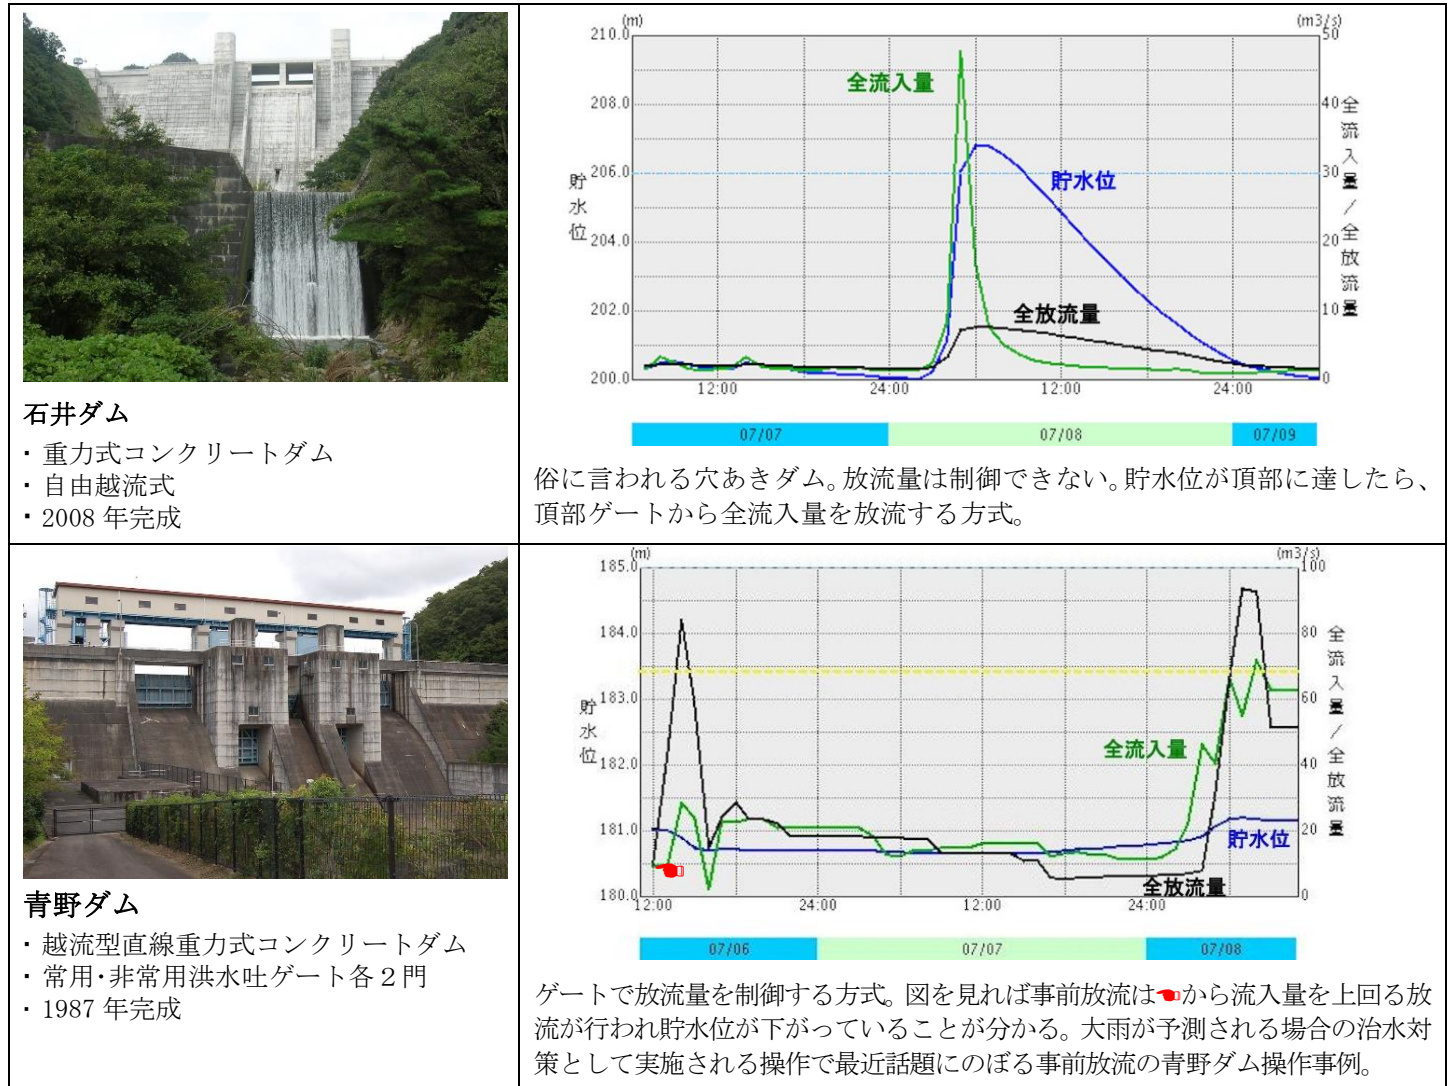 (m)
(m3/s)
210.0
208.0
206.0
204.0
202.0
200.0
50
40
30
20
10
0
貯水位
全流入量/全放流量
全流入量
貯水位
全放流量
12:00 24:00 12:00 24:00
07/07 07/08 07/09
石井ダム
・重力式コンクリートダム
・自由越流式
・2008 年完成
俗に言われる穴あきダム。放流量は制御できない。貯水位が頂部に達したら、
頂部ゲートから全流入量を放流する方式。
(m)
(m3/s)
185.0
184.0
183.0
182.0
181.0
180.0
100
80
60
40
20
0
貯水位
全流入量/全放流量
全流入量
貯水位
全放流量
12:00 24:00 12:00 24:00
07/06 07/07 07/08
青野ダム
・越流型直線重力式コンクリートダム
・常用・非常用洪水吐ゲート各２門
・1987 年完成
ゲートで放流量を制御する方式。図を見れば事前放流は☚から流入量を上回る放
流が行われ貯水位が下がっていることが分かる。大雨が予測される場合の治水対
策として実施される操作で最近話題にのぼる事前放流の青野ダム操作事例。